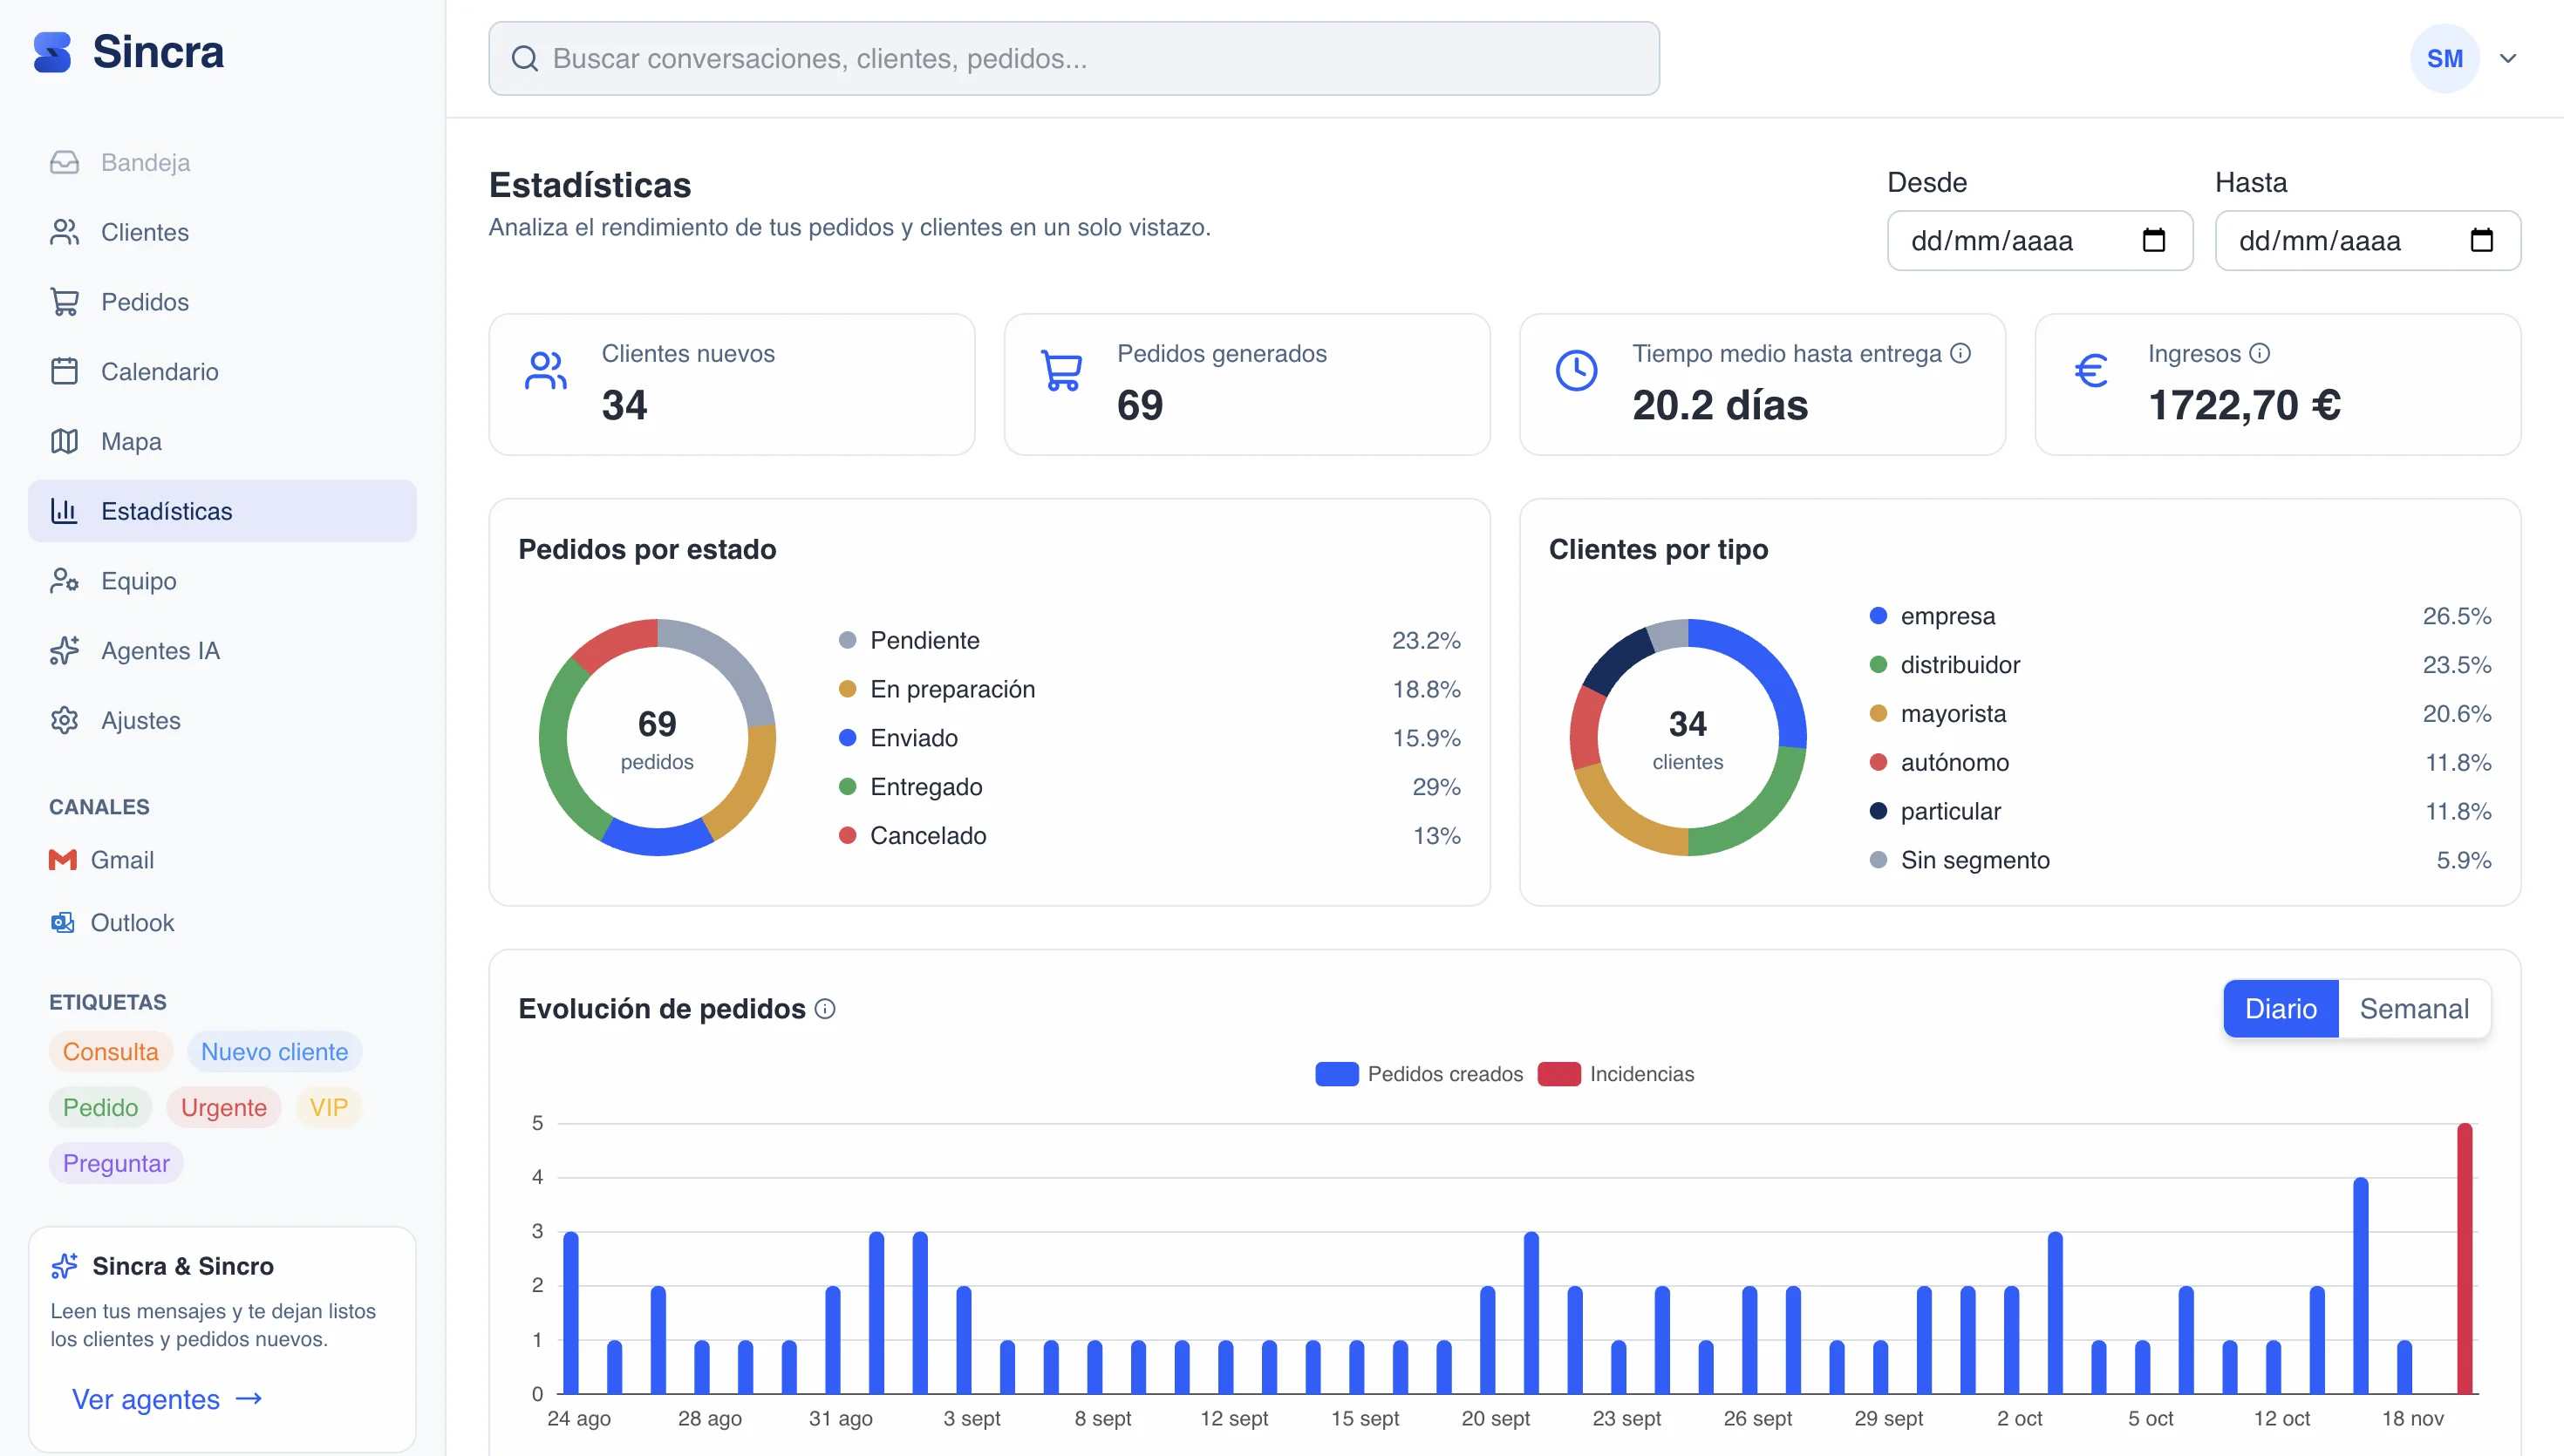 Sincra
Buscar conversaciones, clientes, pedidos...
SM
Bandeja
Clientes
Pedidos
Calendario
Mapa
Estadísticas
Equipo
Agentes IA
Ajustes
CANALES
Gmail
Outlook
ETIQUETAS
Consulta Nuevo cliente
Pedido Urgente VIP
Preguntar
Sincra & Sincro
Leen tus mensajes y te dejan listos
los clientes y pedidos nuevos.
Ver agentes →
Estadísticas
Analiza el rendimiento de tus pedidos y clientes en un solo vistazo.
Desde Hasta
dd/mm/aaaa dd/mm/aaaa
Clientes nuevos
34
Pedidos generados
69
Tiempo medio hasta entrega
20.2 días
Ingresos
1722,70 €
Pedidos por estado
69
pedidos
Pendiente 23.2%
En preparación 18.8%
Enviado 15.9%
Entregado 29%
Cancelado 13%
Clientes por tipo
34
clientes
empresa 26.5%
distribuidor 23.5%
mayorista 20.6%
autónomo 11.8%
particular 11.8%
Sin segmento 5.9%
Evolución de pedidos
Diario Semanal
Pedidos creados Incidencias
5
4
3
2
1
0
24 ago 28 ago 31 ago 3 sept 8 sept 12 sept 15 sept 20 sept 23 sept 26 sept 29 sept 2 oct 5 oct 12 oct 18 nov